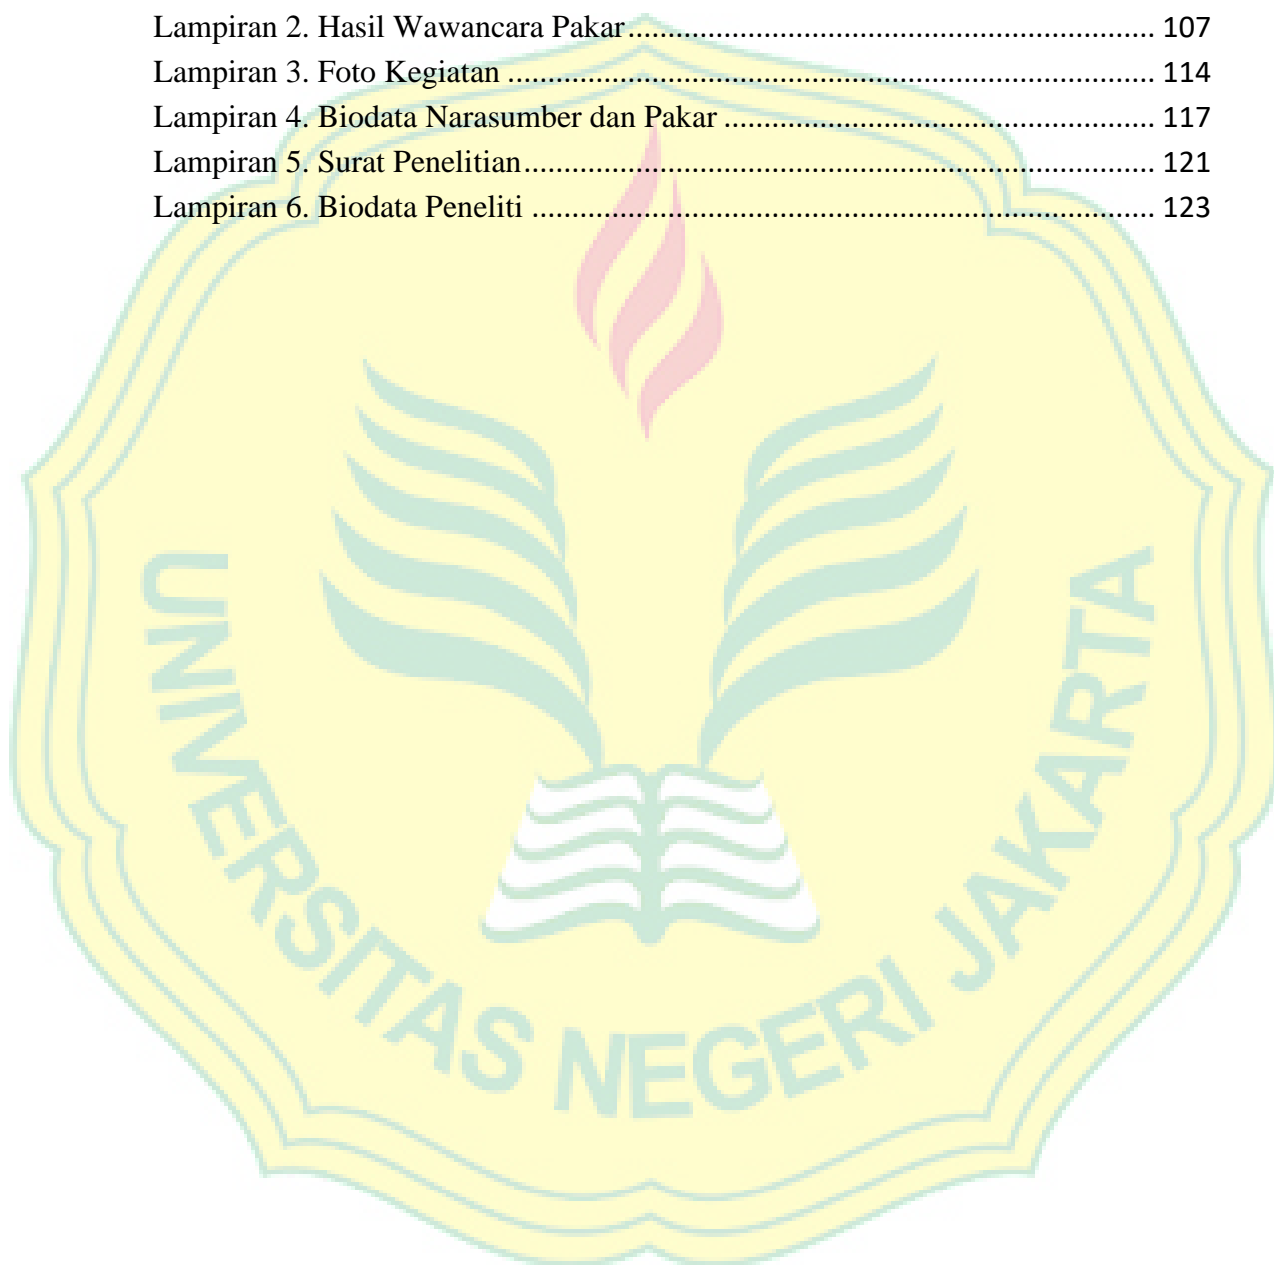 Lampiran 2. Hasil Wawancara Pakar.................................................................. 107
Lampiran 3. Foto Kegiatan ................................................................................. 114
Lampiran 4. Biodata Narasumber dan Pakar ...................................................... 117
Lampiran 5. Surat Penelitian............................................................................... 121
Lampiran 6. Biodata Peneliti .............................................................................. 123
UNIVERSITAS NEGERI JAKARTA